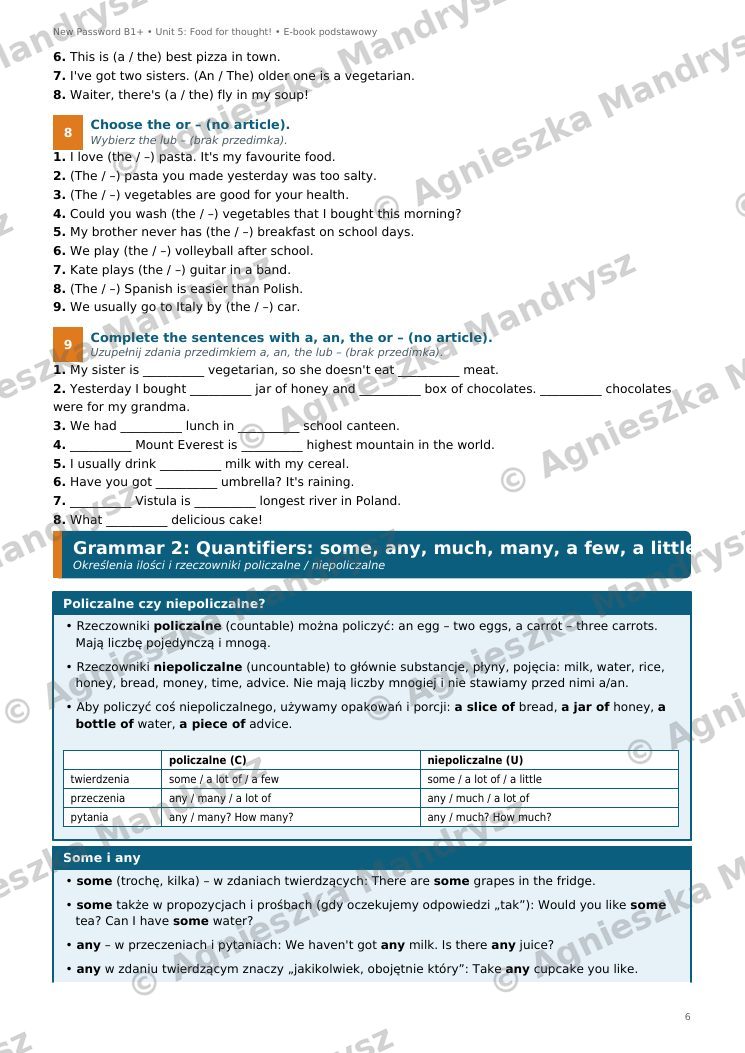 New Password B1+ • Unit 5: Food for thought! • E-book podstawowy
6. This is (a / the) best pizza in town.
7. I've got two sisters. (An / The) older one is a vegetarian.
8. Waiter, there's (a / the) fly in my soup!
8 Choose the or – (no article).
Wybierz the lub – (brak przedimka).
1. I love (the / –) pasta. It's my favourite food.
2. (The / –) pasta you made yesterday was too salty.
3. (The / –) vegetables are good for your health.
4. Could you wash (the / –) vegetables that I bought this morning?
5. My brother never has (the / –) breakfast on school days.
6. We play (the / –) volleyball after school.
7. Kate plays (the / –) guitar in a band.
8. (The / –) Spanish is easier than Polish.
9. We usually go to Italy by (the / –) car.
9 Complete the sentences with a, an, the or – (no article).
Uzupełnij zdania przedimkiem a, an, the lub – (brak przedimka).
1. My sister is __________ vegetarian, so she doesn't eat __________ meat.
2. Yesterday I bought __________ jar of honey and __________ box of chocolates. __________ chocolates
were for my grandma.
3. We had __________ lunch in __________ school canteen.
4. __________ Mount Everest is __________ highest mountain in the world.
5. I usually drink __________ milk with my cereal.
6. Have you got __________ umbrella? It's raining.
7. __________ Vistula is __________ longest river in Poland.
8. What __________ delicious cake!
Grammar 2: Quantifiers: some, any, much, many, a few, a little
Określenia ilości i rzeczowniki policzalne / niepoliczalne
Policzalne czy niepoliczalne?
• Rzeczowniki policzalne (countable) można policzyć: an egg – two eggs, a carrot – three carrots.
Mają liczbę pojedynczą i mnogą.
• Rzeczowniki niepoliczalne (uncountable) to głównie substancje, płyny, pojęcia: milk, water, rice,
honey, bread, money, time, advice. Nie mają liczby mnogiej i nie stawiamy przed nimi a/an.
• Aby policzyć coś niepoliczalnego, używamy opakowań i porcji: a slice of bread, a jar of honey, a
bottle of water, a piece of advice.
policzalne (C) niepoliczalne (U)
twierdzenia some / a lot of / a few some / a lot of / a little
przeczenia any / many / a lot of any / much / a lot of
pytania any / many? How many? any / much? How much?
Some i any
• some (trochę, kilka) – w zdaniach twierdzących: There are some grapes in the fridge.
• some także w propozycjach i prośbach (gdy oczekujemy odpowiedzi „tak”): Would you like some
tea? Can I have some water?
• any – w przeczeniach i pytaniach: We haven't got any milk. Is there any juice?
• any w zdaniu twierdzącym znaczy „jakikolwiek, obojętnie który”: Take any cupcake you like.
6
© Agnieszka Mandrysz